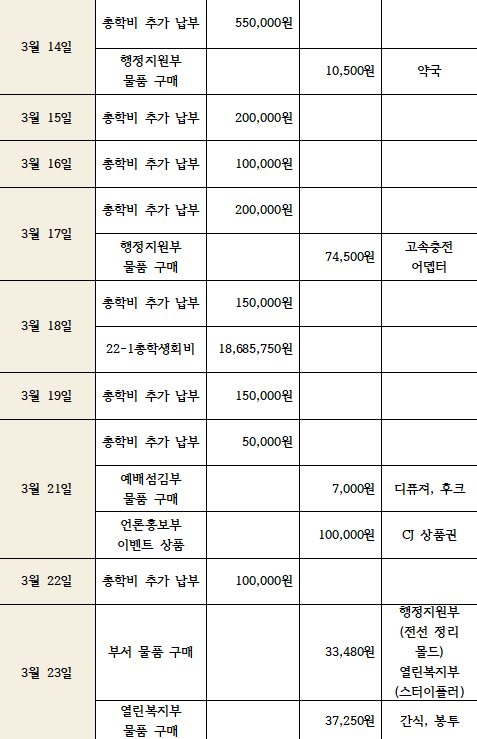 3월 14일
총학비 추가 납부 550,000원
행정지원부
물품 구매
10,500원 약국
3월 15일 총학비 추가 납부 200,000원
3월 16일 총학비 추가 납부 100,000원
3월 17일
총학비 추가 납부 200,000원
행정지원부
물품 구매
74,500원
고속충전
어뎁터
3월 18일
총학비 추가 납부 150,000원
22-1총학생회비 18,685,750원
3월 19일 총학비 추가 납부 150,000원
3월 21일
총학비 추가 납부 50,000원
예배섬김부
물품 구매
7,000원 디퓨져, 후크
언론홍보부
이벤트 상품
100,000원 CJ 상품권
3월 22일 총학비 추가 납부 100,000원
3월 23일
부서 물품 구매 33,480원
행정지원부
(전선 정리
몰드)
열린복지부
(스터이플러)
열린복지부
물품 구매
37,250원 간식, 봉투